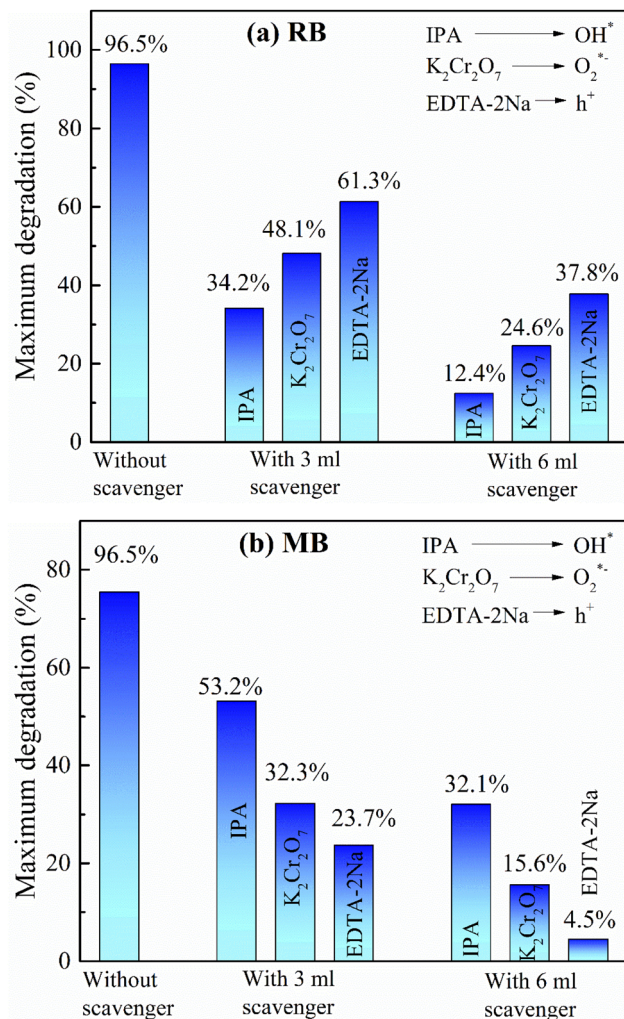 (a) RB
IPA ⟶ OH*
K₂Cr₂O₇ ⟶ O₂*⁻
EDTA-2Na ⟶ h⁺
Maximum degradation (%)
100
80
60
40
20
0
96.5%
34.2%
48.1%
61.3%
12.4%
24.6%
37.8%
IPA
K₂Cr₂O₇
EDTA-2Na
IPA
K₂Cr₂O₇
EDTA-2Na
Without
scavenger
With 3 ml
scavenger
With 6 ml
scavenger
(b) MB
IPA ⟶ OH*
K₂Cr₂O₇ ⟶ O₂*⁻
EDTA-2Na ⟶ h⁺
Maximum degradation (%)
80
60
40
20
0
96.5%
53.2%
32.3%
23.7%
32.1%
15.6%
4.5%
IPA
K₂Cr₂O₇
EDTA-2Na
IPA
K₂Cr₂O₇
EDTA-2Na
Without
scavenger
With 3 ml
scavenger
With 6 ml
scavenger